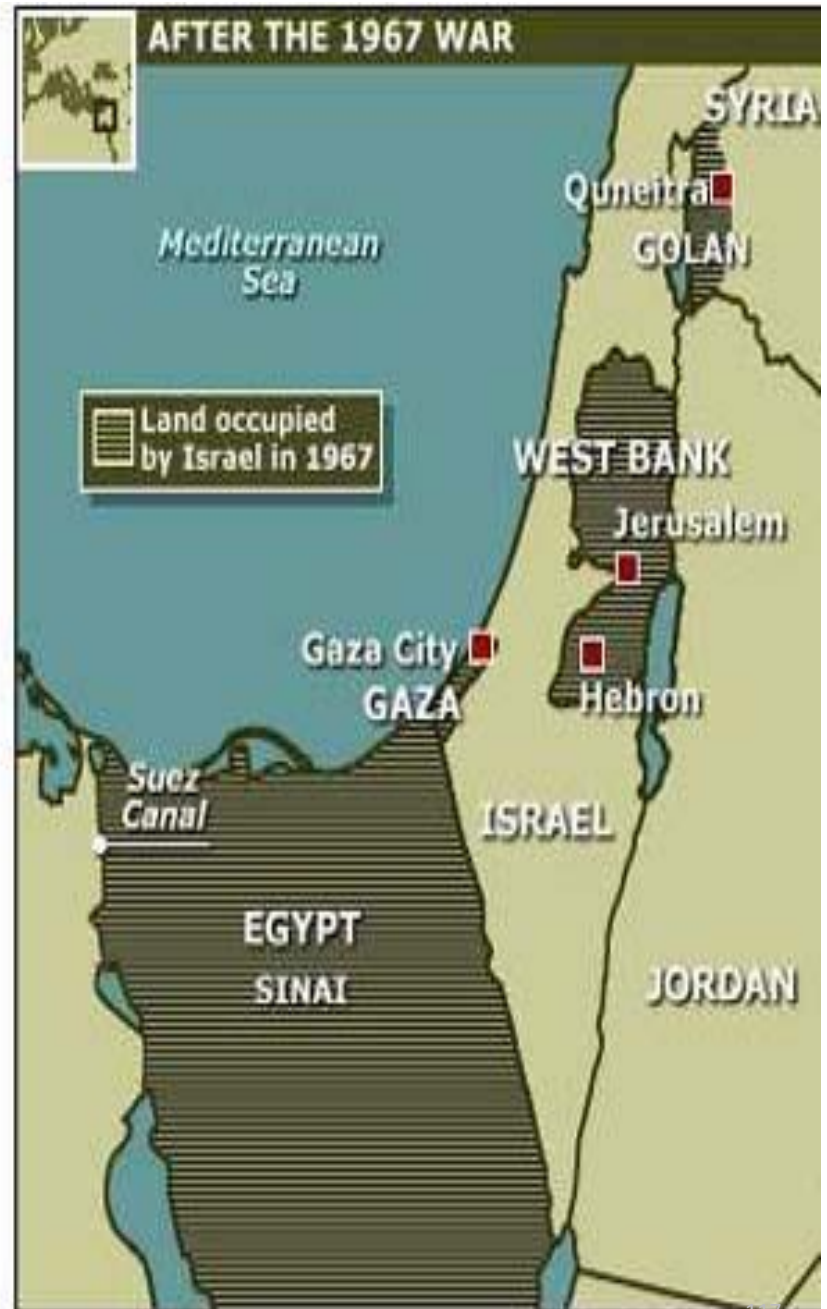 AFTER THE 1967 WAR
SYRIA
Quneitra
Mediterranean
Sea
GOLAN
Land occupied
by Israel in 1967
WEST BANK
Jerusalem
Gaza City
GAZA
Hebron
Suez
Canal
ISRAEL
EGYPT
SINAI
JORDAN